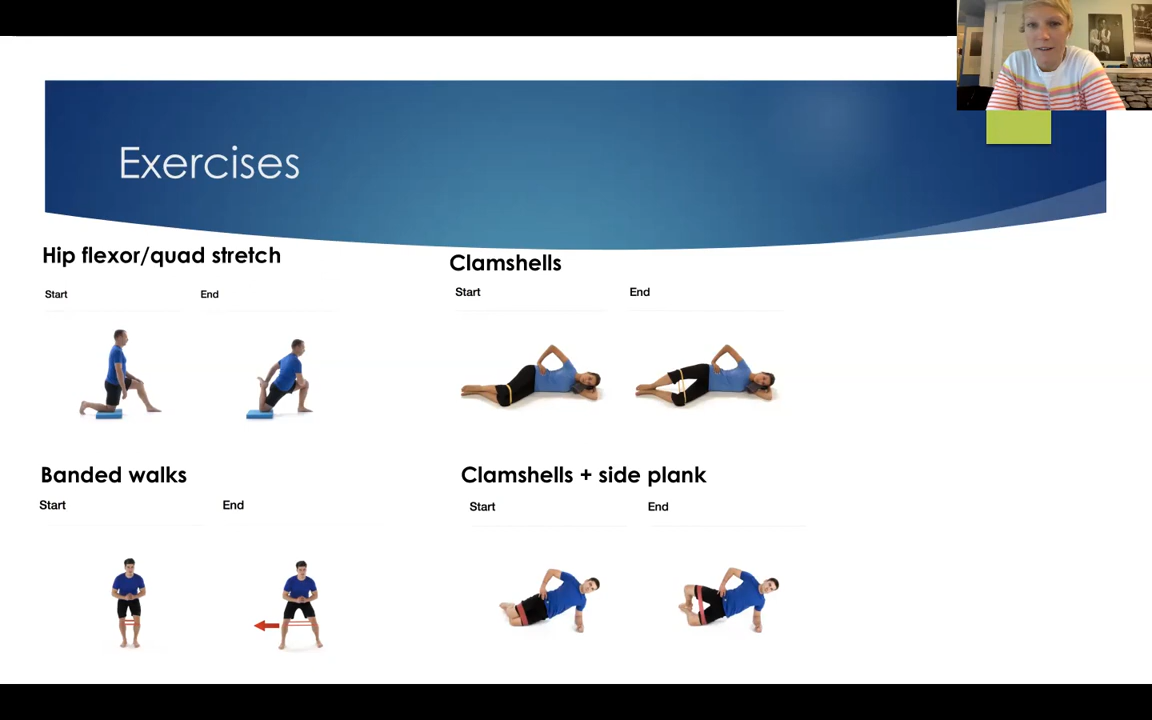 Exercises
Hip flexor/quad stretch
Start
End
Clamshells
Start
End
Banded walks
Start
End
Clamshells + side plank
Start
End